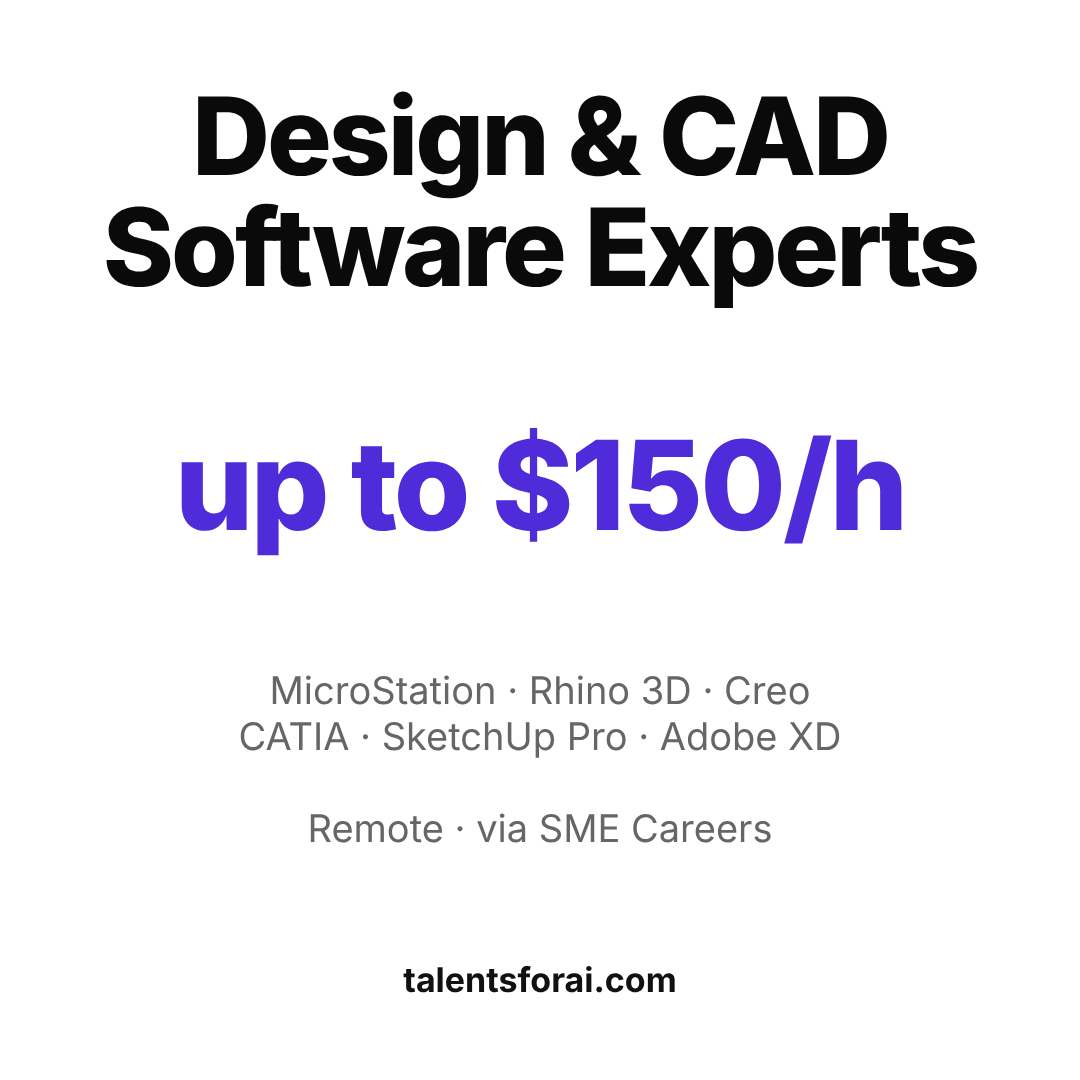 Design & CAD
Software Experts
up to $150/h
MicroStation · Rhino 3D · Creo
CATIA · SketchUp Pro · Adobe XD
Remote · via SME Careers
talentsforai.com